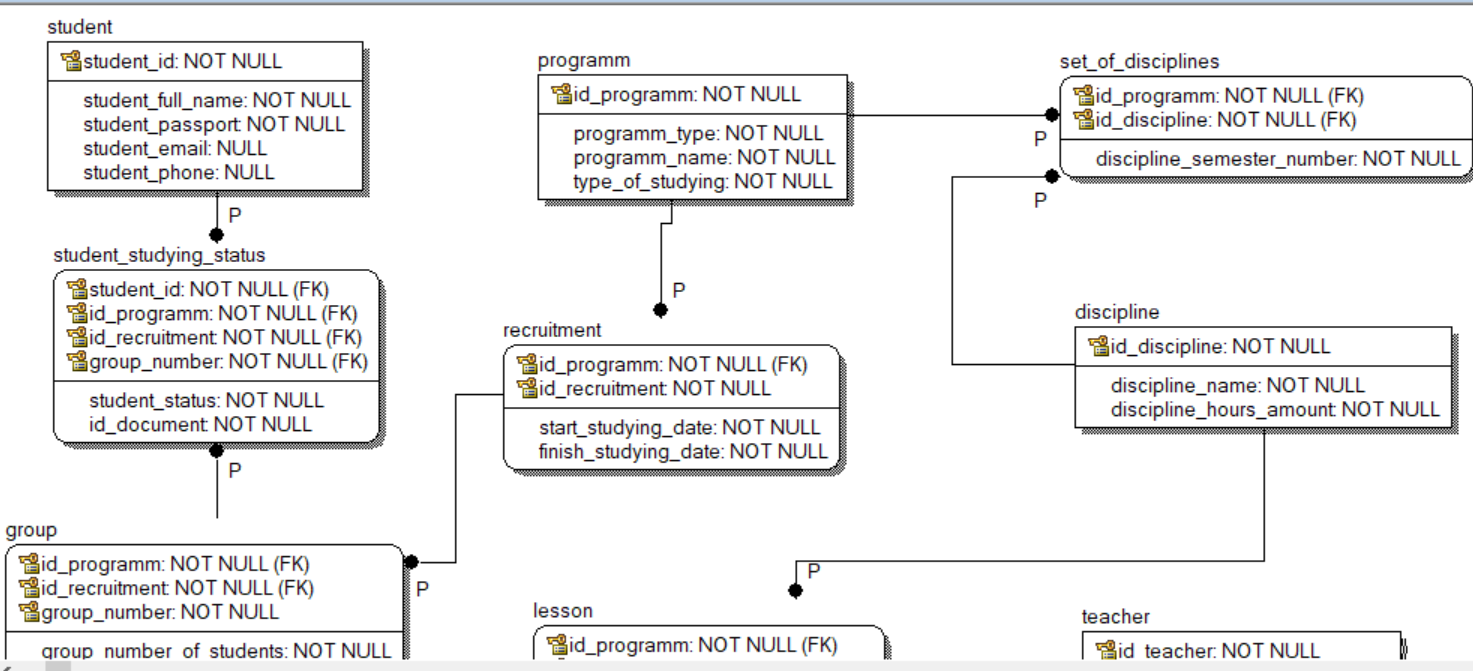 student
student_id: NOT NULL
student_full_name: NOT NULL
student_passport: NOT NULL
student_email: NULL
student_phone: NULL
P
student_studying_status
student_id: NOT NULL (FK)
id_programm: NOT NULL (FK)
id_recruitment: NOT NULL (FK)
group_number: NOT NULL (FK)
student_status: NOT NULL
id_document: NOT NULL
P
group
id_programm: NOT NULL (FK)
id_recruitment: NOT NULL (FK)
group_number: NOT NULL
group_number_of_students: NOT NULL
programm
id_programm: NOT NULL
programm_type: NOT NULL
programm_name: NOT NULL
type_of_studying: NOT NULL
P
recruitment
id_programm: NOT NULL (FK)
id_recruitment: NOT NULL
start_studying_date: NOT NULL
finish_studying_date: NOT NULL
P
set_of_disciplines
id_programm: NOT NULL (FK)
id_discipline: NOT NULL (FK)
discipline_semester_number: NOT NULL
P
P
discipline
id_discipline: NOT NULL
discipline_name: NOT NULL
discipline_hours_amount: NOT NULL
P
lesson
id_programm: NOT NULL (FK)
teacher
id_teacher: NOT NULL